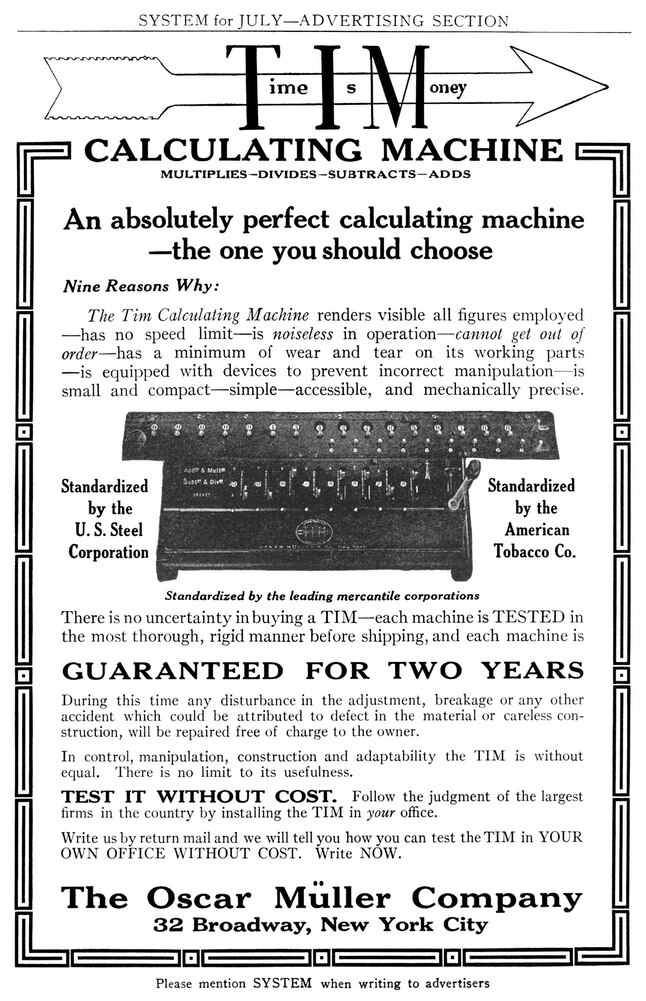 SYSTEM for JULY—ADVERTISING SECTION
Time Is Money
CALCULATING MACHINE
MULTIPLIES–DIVIDES–SUBTRACTS–ADDS
An absolutely perfect calculating machine
—the one you should choose
Nine Reasons Why:
The Tim Calculating Machine renders visible all figures employed
—has no speed limit—is noiseless in operation—cannot get out of
order—has a minimum of wear and tear on its working parts
—is equipped with devices to prevent incorrect manipulation—is
small and compact—simple—accessible, and mechanically precise.
Standardized
by the
U. S. Steel
Corporation
Addn & Multn
Subtn & Divn
TIM
Standardized
by the
American
Tobacco Co.
Standardized by the leading mercantile corporations
There is no uncertainty in buying a TIM—each machine is TESTED in
the most thorough, rigid manner before shipping, and each machine is
GUARANTEED FOR TWO YEARS
During this time any disturbance in the adjustment, breakage or any other
accident which could be attributed to defect in the material or careless con-
struction, will be repaired free of charge to the owner.
In control, manipulation, construction and adaptability the TIM is without
equal. There is no limit to its usefulness.
TEST IT WITHOUT COST. Follow the judgment of the largest
firms in the country by installing the TIM in your office.
Write us by return mail and we will tell you how you can test the TIM in YOUR
OWN OFFICE WITHOUT COST. Write NOW.
The Oscar Müller Company
32 Broadway, New York City
Please mention SYSTEM when writing to advertisers